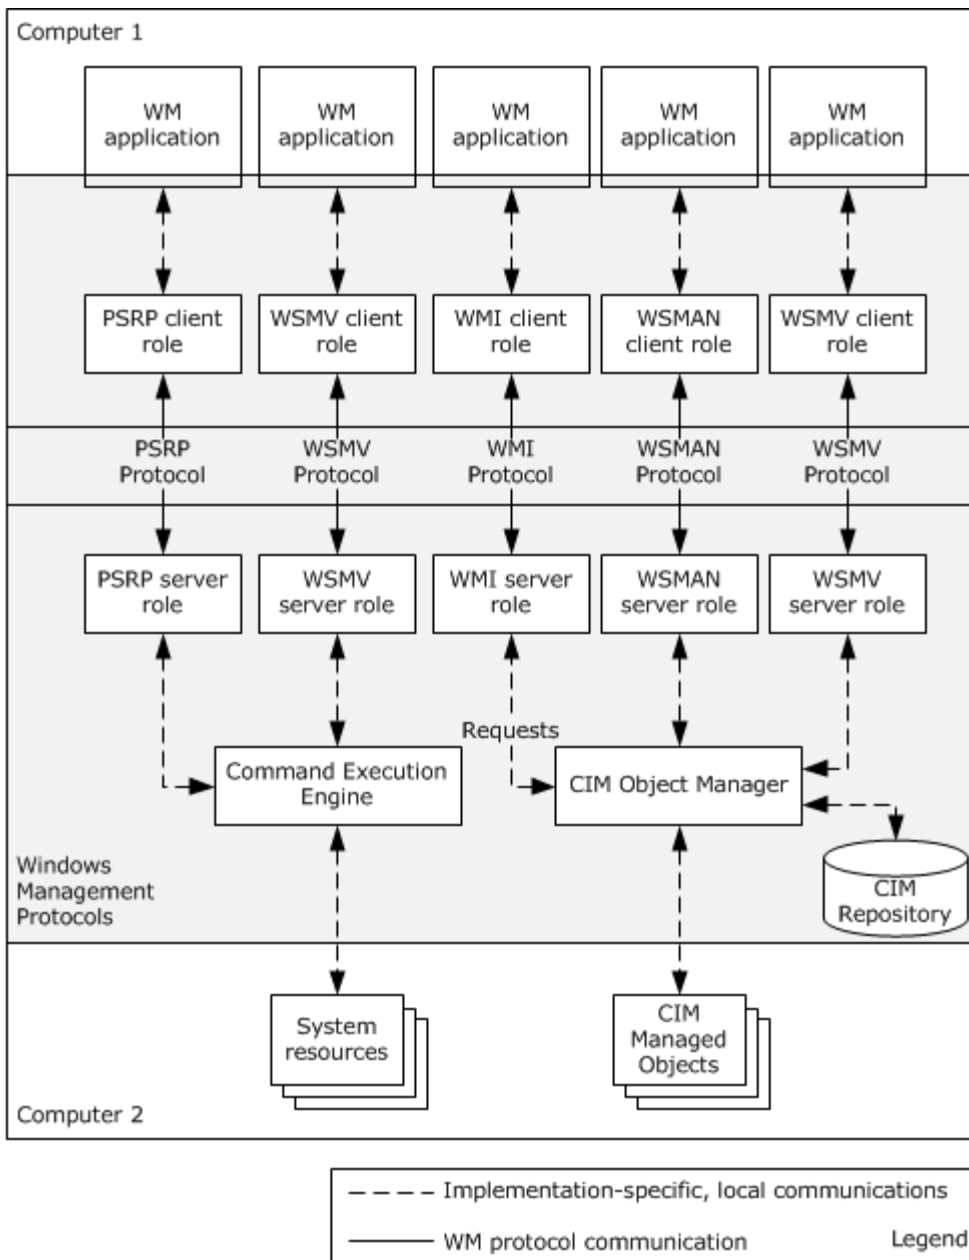 Computer 1
WM
application
WM
application
WM
application
WM
application
WM
application
PSRP client
role
WSMV client
role
WMI client
role
WSMAN
client role
WSMV client
role
PSRP
Protocol
WSMV
Protocol
WMI
Protocol
WSMAN
Protocol
WSMV
Protocol
PSRP server
role
WSMV
server role
WMI server
role
WSMAN
server role
WSMV
server role
Requests
Command Execution
Engine
CIM Object Manager
Windows
Management
Protocols
CIM
Repository
System
resources
CIM
Managed
Objects
Computer 2
Implementation-specific, local communications
WM protocol communication
Legend